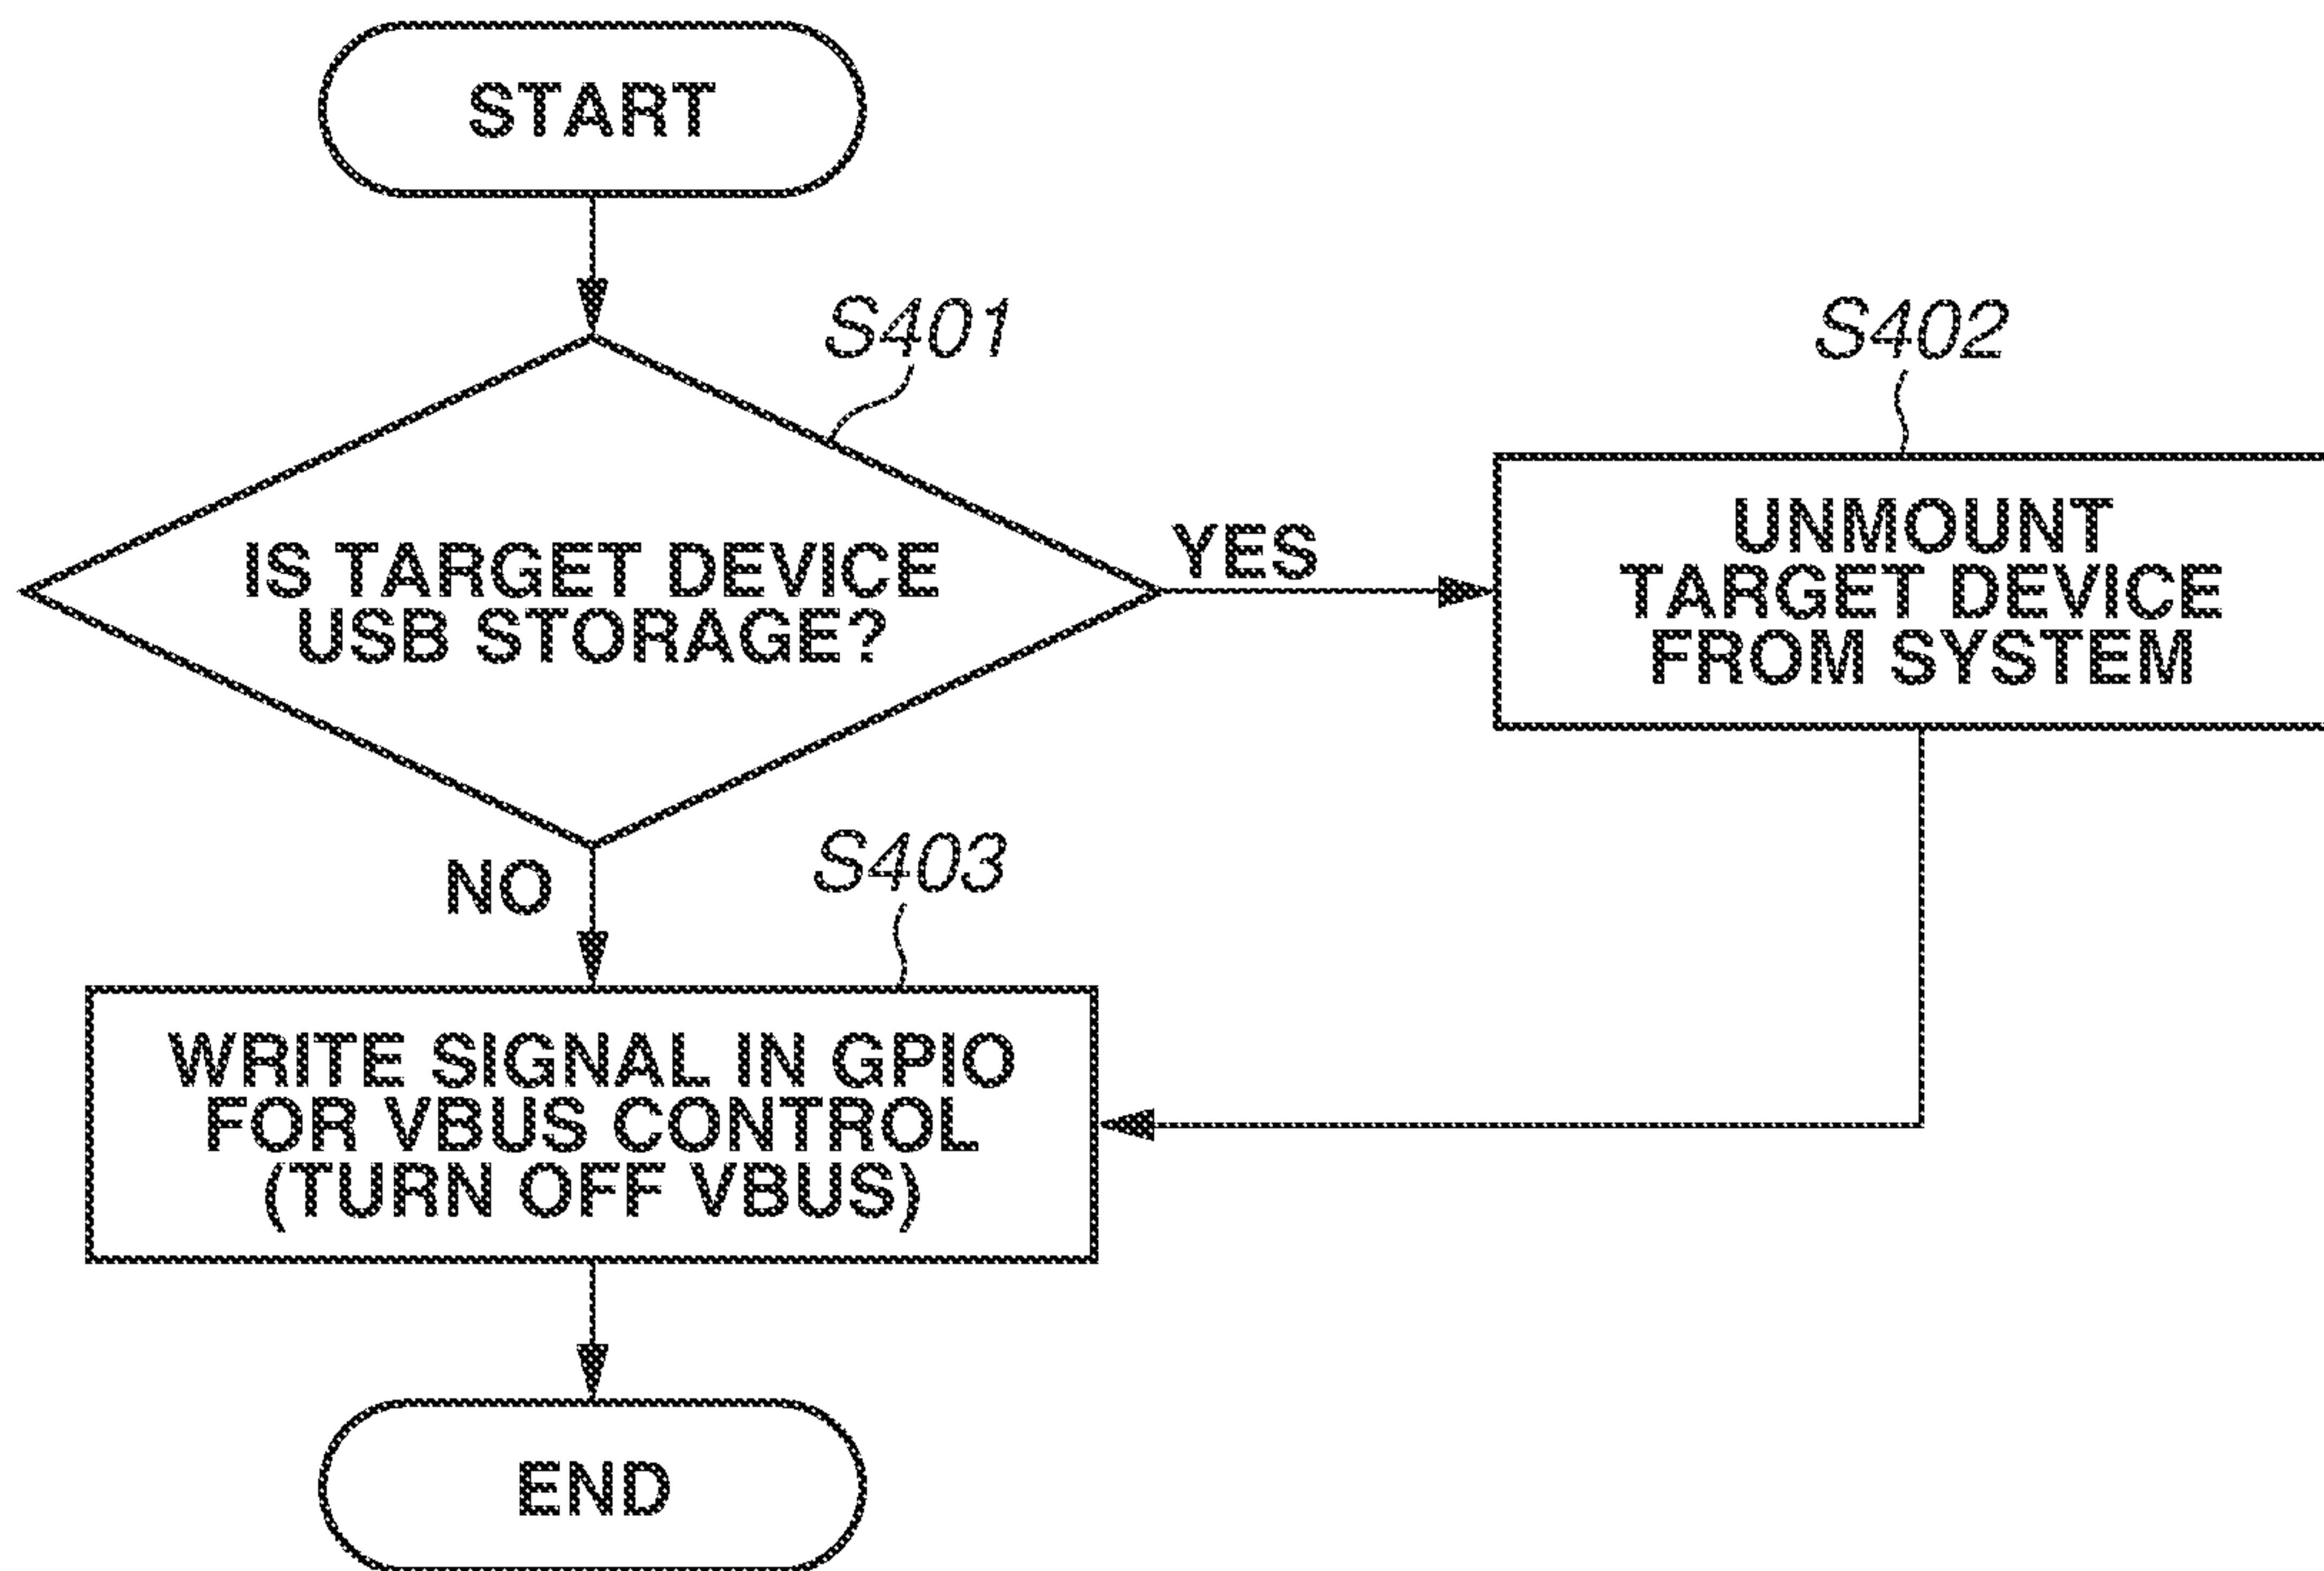 START
S401
S402
IS TARGET DEVICE
USB STORAGE?
YES
UNMOUNT
TARGET DEVICE
FROM SYSTEM
NO
S403
WRITE SIGNAL IN GPIO
FOR VBUS CONTROL
(TURN OFF VBUS)
END